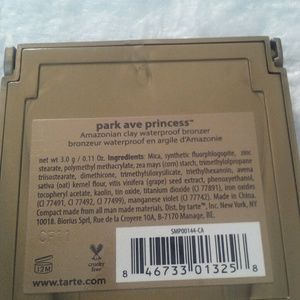 park ave princess™
Amazonian clay waterproof bronzer
bronzeur waterproof en argile d'Amazonie
net wt 3.0 g / 0.11 Oz. Ingredients: Mica, synthetic fluorphlogopite, zinc
stearate, polymethyl methacrylate, zea mays (corn) starch, trimethylolpropane
triisostearate, dimethicone, trimethylsiloxysilicate, triethylhexanoin, avena
sativa (oat) kernel flour, vitis vinifera (grape) seed extract, phenoxyethanol,
tocopheryl acetate, kaolin, tin oxide, titanium dioxide (CI 77891), iron oxides
(CI 77491, CI 77492, CI 77499), manganese violet (CI 77742). Made in China.
Compact has man made materials. Dist. by tarte™, Inc. New York, NY
10018. Biorius Sprl, Rue de la Croyere 10A, B-7170 Manage, BE.
SMP00144-CA
12M
cruelty
free
www.tarte.com
8 46733 01325 8